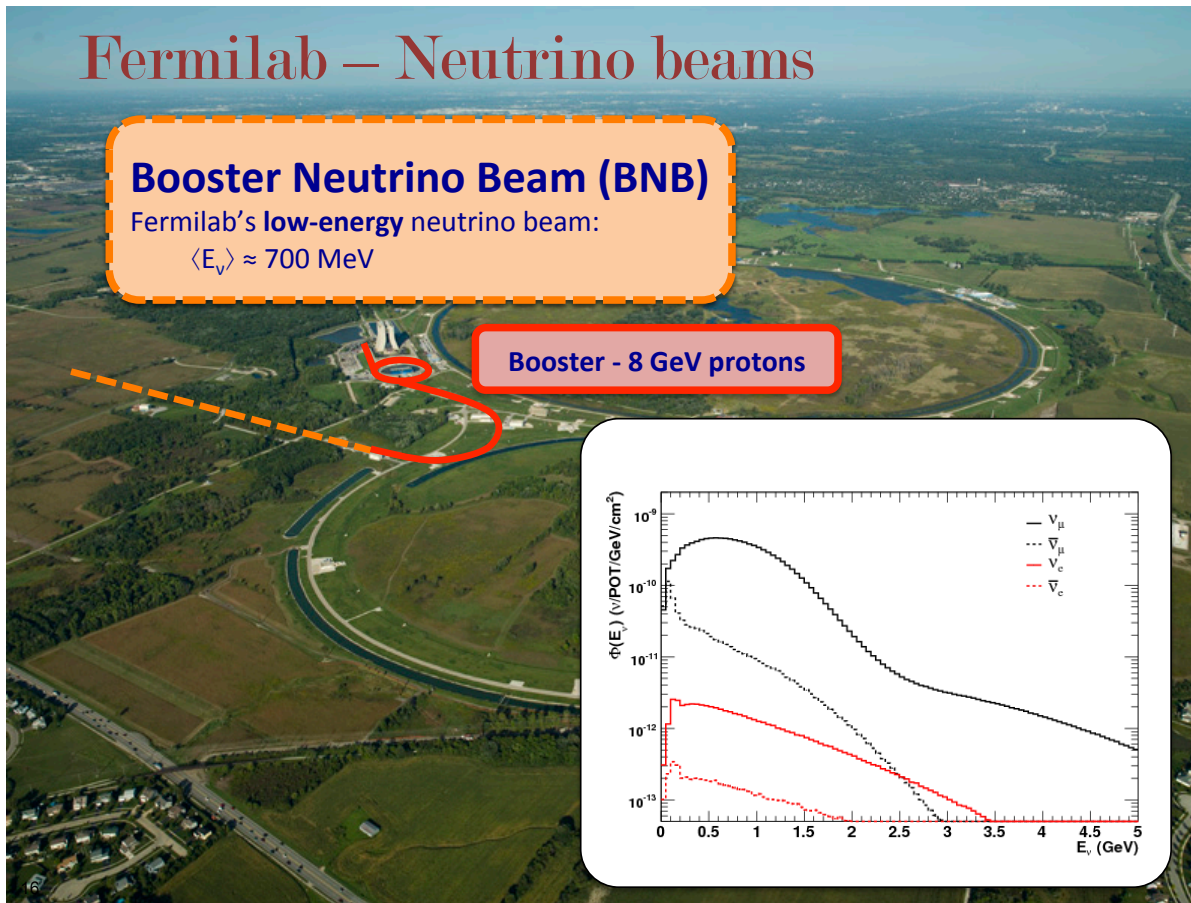 Fermilab – Neutrino beams
Booster Neutrino Beam (BNB)
Fermilab's low-energy neutrino beam:
⟨Eν⟩ ≈ 700 MeV
Booster - 8 GeV protons
Φ(Eν) (ν/POT/GeV/cm²)
10⁻⁹
10⁻¹⁰
10⁻¹¹
10⁻¹²
10⁻¹³
νμ
ν̅μ
νe
ν̅e
0 0.5 1 1.5 2 2.5 3 3.5 4 4.5 5
Eν (GeV)
16